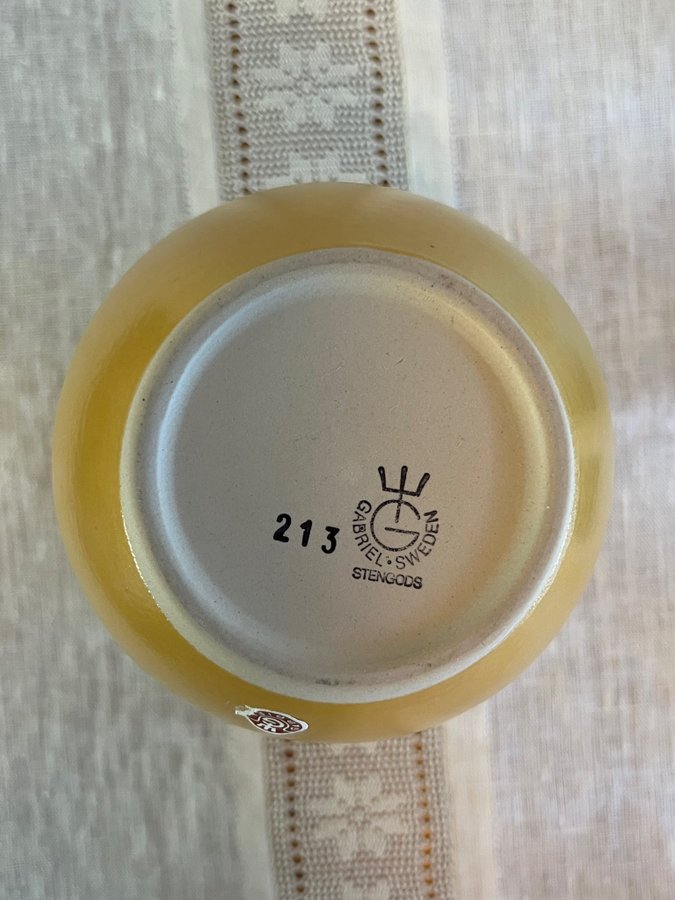 213
G
GABRIEL • SWEDEN
STENGODS